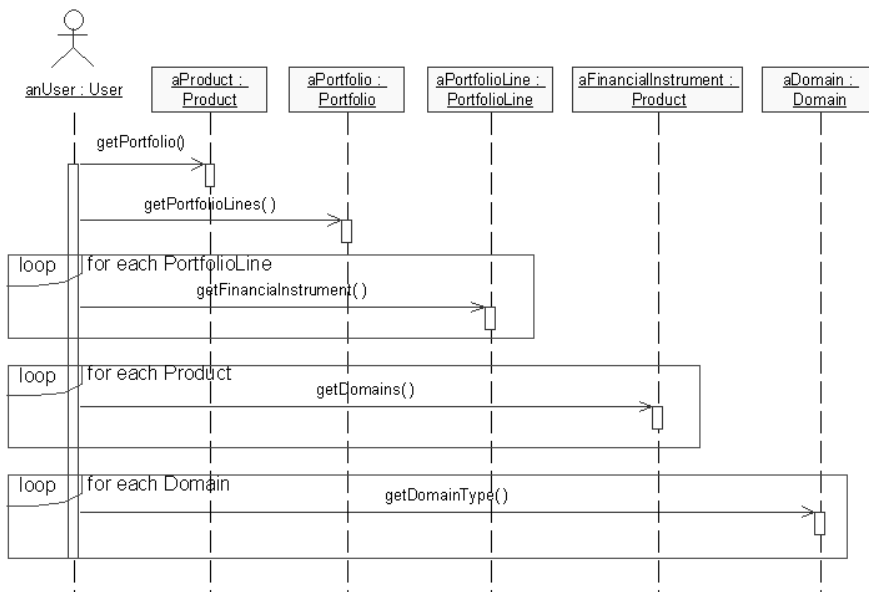 anUser : User
aProduct :
Product
aPortfolio :
Portfolio
aPortfolioLine :
PortfolioLine
aFinancialInstrument :
Product
aDomain :
Domain
getPortfolio()
getPortfolioLines( )
loop
for each PortfolioLine
getFinanciaInstrument( )
loop
for each Product
getDomains( )
loop
for each Domain
getDomainType()